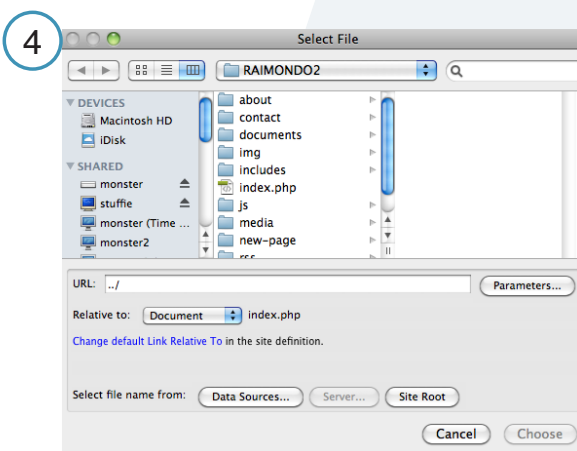 4
Select File
RAIMONDO2
DEVICES
Macintosh HD
iDisk
SHARED
monster
stuffie
monster (Time ...
monster2
about
contact
documents
img
includes
index.php
js
media
new-page
rss
URL: ../
Parameters...
Relative to: Document index.php
Change default Link Relative To in the site definition.
Select file name from: Data Sources... Server... Site Root
Cancel Choose